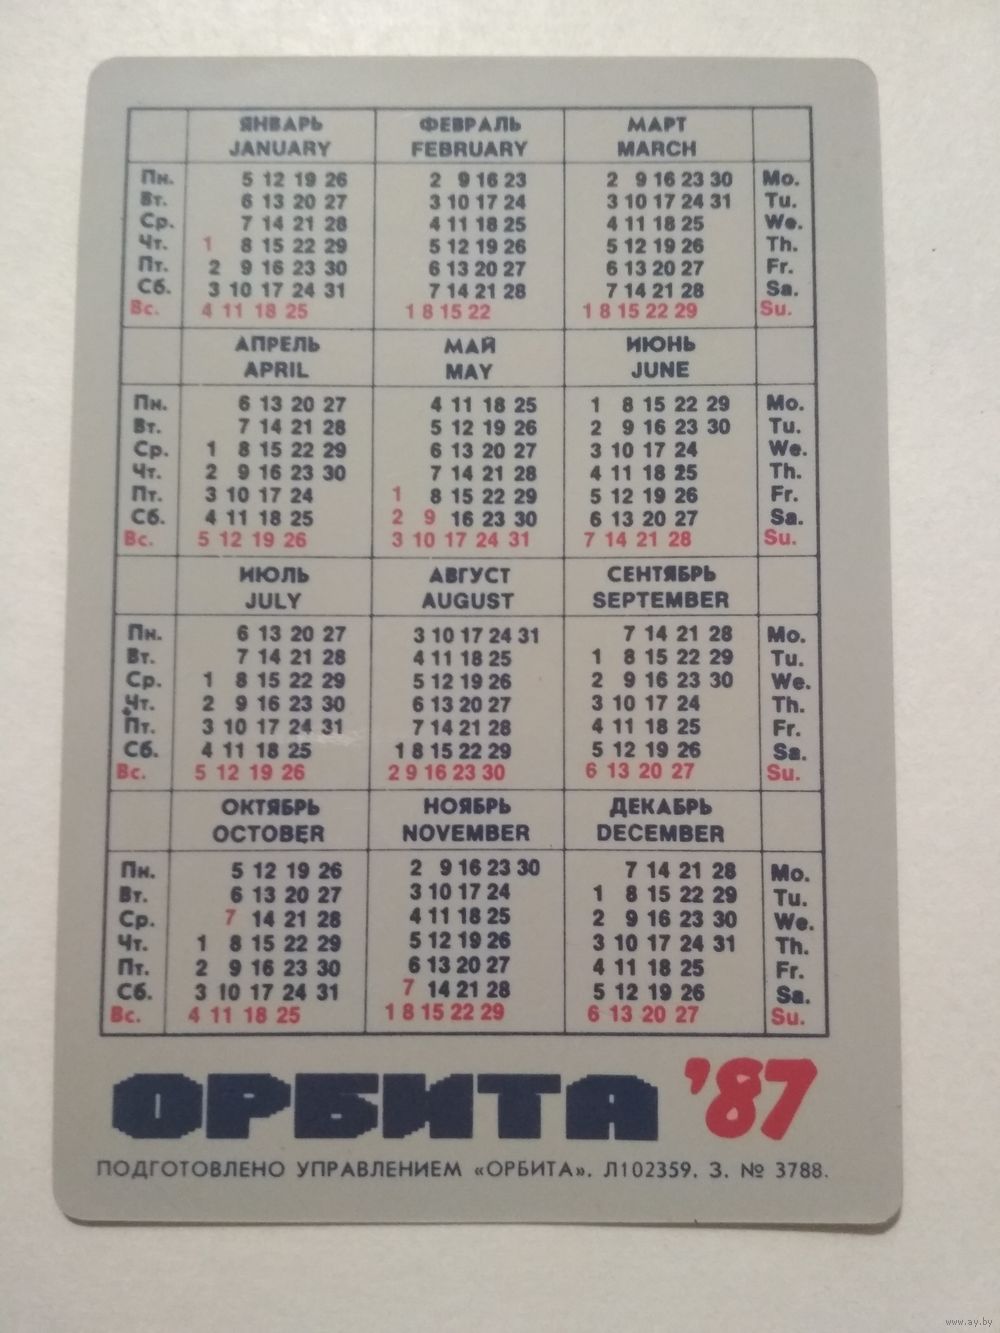 ЯНВАРЬ ФЕВРАЛЬ МАРТ
JANUARY FEBRUARY MARCH
Пн. 5 12 19 26 2 9 16 23 2 9 16 23 30 Mo.
Вт. 6 13 20 27 3 10 17 24 3 10 17 24 31 Tu.
Ср. 7 14 21 28 4 11 18 25 4 11 18 25 We.
Чт. 1 8 15 22 29 5 12 19 26 5 12 19 26 Th.
Пт. 2 9 16 23 30 6 13 20 27 6 13 20 27 Fr.
Сб. 3 10 17 24 31 7 14 21 28 7 14 21 28 Sa.
Вс. 4 11 18 25 1 8 15 22 1 8 15 22 29 Su.
АПРЕЛЬ МАЙ ИЮНЬ
APRIL MAY JUNE
Пн. 6 13 20 27 4 11 18 25 1 8 15 22 29 Mo.
Вт. 7 14 21 28 5 12 19 26 2 9 16 23 30 Tu.
Ср. 1 8 15 22 29 6 13 20 27 3 10 17 24 We.
Чт. 2 9 16 23 30 7 14 21 28 4 11 18 25 Th.
Пт. 3 10 17 24 1 8 15 22 29 5 12 19 26 Fr.
Сб. 4 11 18 25 2 9 16 23 30 6 13 20 27 Sa.
Вс. 5 12 19 26 3 10 17 24 31 7 14 21 28 Su.
ИЮЛЬ АВГУСТ СЕНТЯБРЬ
JULY AUGUST SEPTEMBER
Пн. 6 13 20 27 3 10 17 24 31 7 14 21 28 Mo.
Вт. 7 14 21 28 4 11 18 25 1 8 15 22 29 Tu.
Ср. 1 8 15 22 29 5 12 19 26 2 9 16 23 30 We.
Чт. 2 9 16 23 30 6 13 20 27 3 10 17 24 Th.
Пт. 3 10 17 24 31 7 14 21 28 4 11 18 25 Fr.
Сб. 4 11 18 25 1 8 15 22 29 5 12 19 26 Sa.
Вс. 5 12 19 26 2 9 16 23 30 6 13 20 27 Su.
ОКТЯБРЬ НОЯБРЬ ДЕКАБРЬ
OCTOBER NOVEMBER DECEMBER
Пн. 5 12 19 26 2 9 16 23 30 7 14 21 28 Mo.
Вт. 6 13 20 27 3 10 17 24 1 8 15 22 29 Tu.
Ср. 7 14 21 28 4 11 18 25 2 9 16 23 30 We.
Чт. 1 8 15 22 29 5 12 19 26 3 10 17 24 31 Th.
Пт. 2 9 16 23 30 6 13 20 27 4 11 18 25 Fr.
Сб. 3 10 17 24 31 7 14 21 28 5 12 19 26 Sa.
Вс. 4 11 18 25 1 8 15 22 29 6 13 20 27 Su.
ОРБИТА '87
ПОДГОТОВЛЕНО УПРАВЛЕНИЕМ «ОРБИТА». Л102359. З. № 3788.
www.ay.by